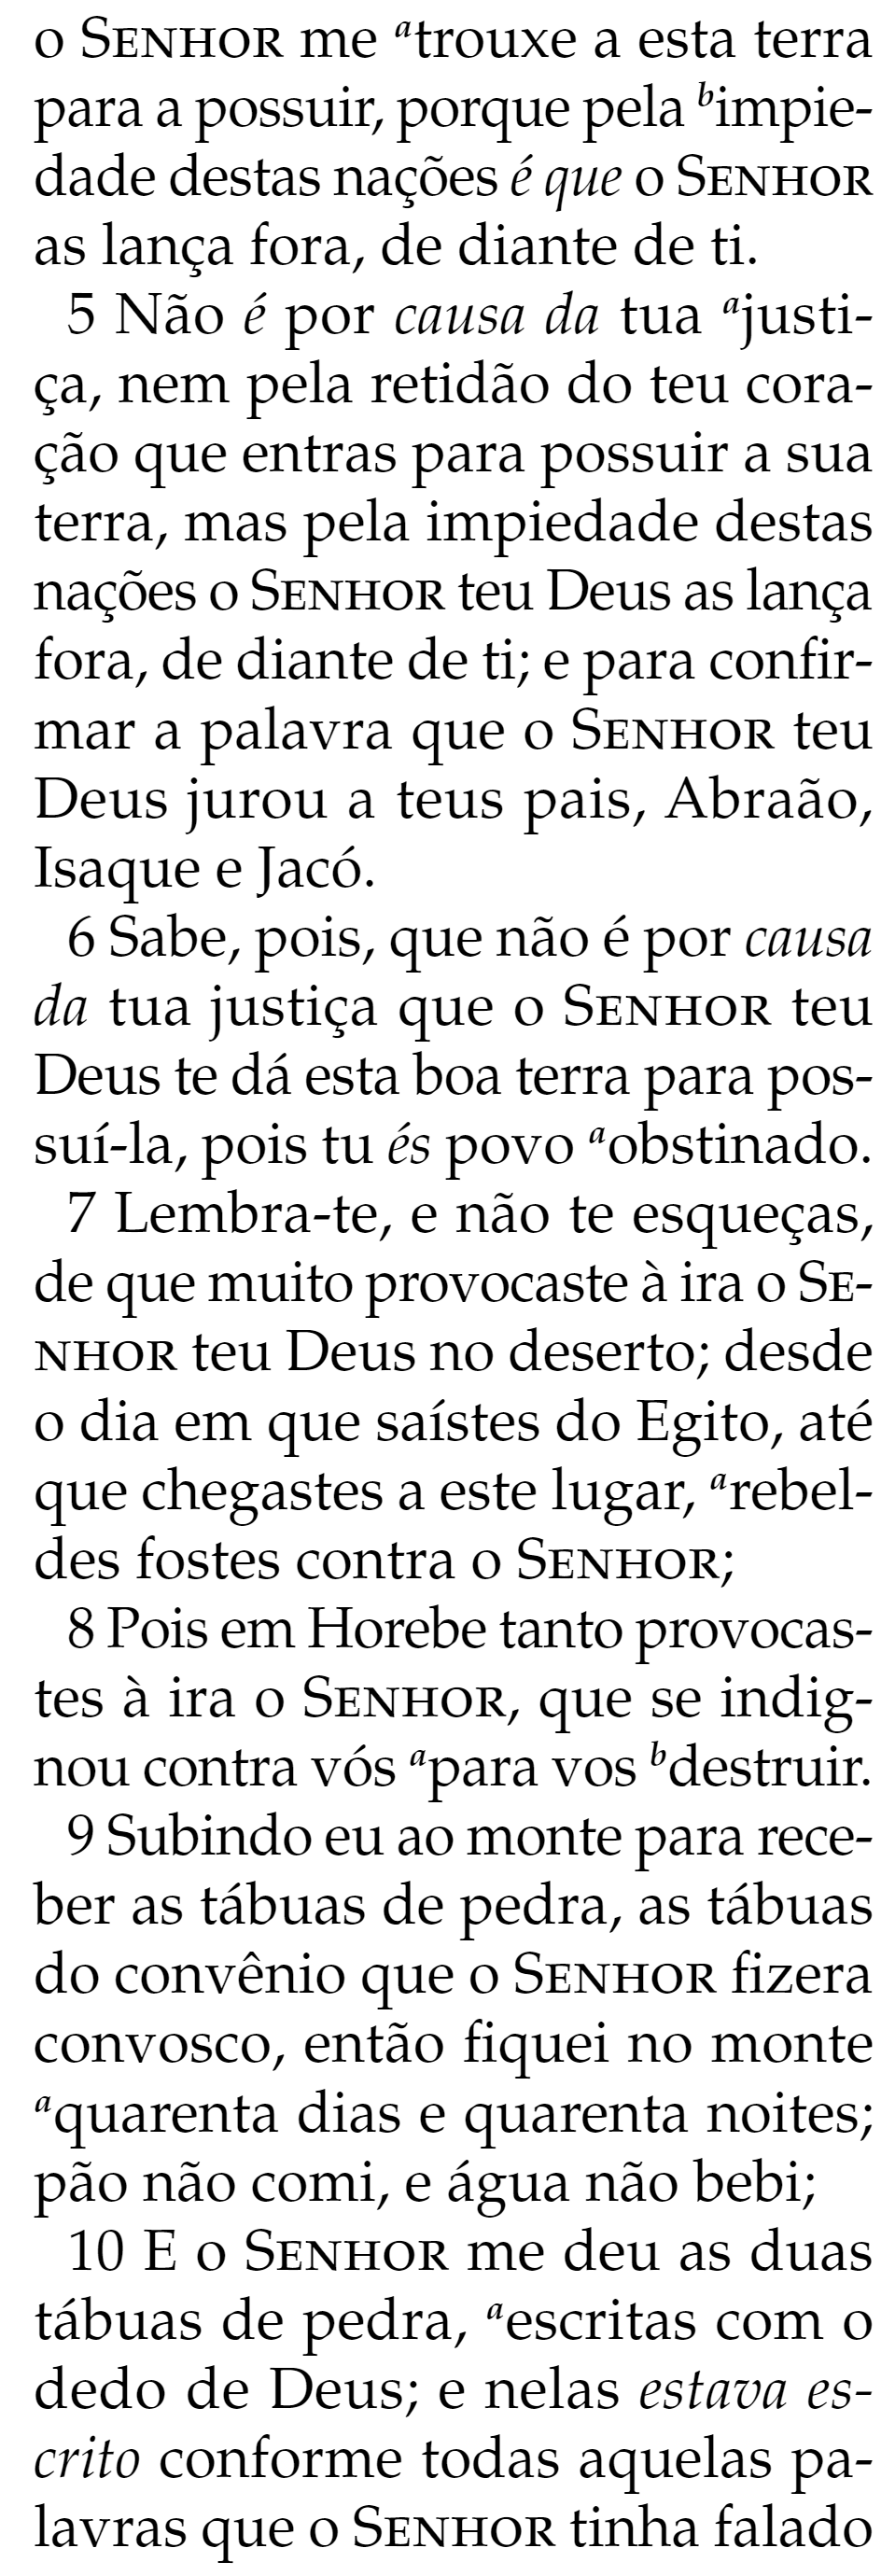 o SENHOR me ᵃtrouxe a esta terra
para a possuir, porque pela ᵇimpie-
dade destas nações é que o SENHOR
as lança fora, de diante de ti.
5 Não é por causa da tua ᵃjusti-
ça, nem pela retidão do teu cora-
ção que entras para possuir a sua
terra, mas pela impiedade destas
nações o SENHOR teu Deus as lança
fora, de diante de ti; e para confir-
mar a palavra que o SENHOR teu
Deus jurou a teus pais, Abraão,
Isaque e Jacó.
6 Sabe, pois, que não é por causa
da tua justiça que o SENHOR teu
Deus te dá esta boa terra para pos-
suí-la, pois tu és povo ᵃobstinado.
7 Lembra-te, e não te esqueças,
de que muito provocaste à ira o SE-
NHOR teu Deus no deserto; desde
o dia em que saístes do Egito, até
que chegastes a este lugar, ᵃrebel-
des fostes contra o SENHOR;
8 Pois em Horebe tanto provocas-
tes à ira o SENHOR, que se indig-
nou contra vós ᵃpara vos ᵇdestruir.
9 Subindo eu ao monte para rece-
ber as tábuas de pedra, as tábuas
do convênio que o SENHOR fizera
convosco, então fiquei no monte
ᵃquarenta dias e quarenta noites;
pão não comi, e água não bebi;
10 E o SENHOR me deu as duas
tábuas de pedra, ᵃescritas com o
dedo de Deus; e nelas estava es-
crito conforme todas aquelas pa-
lavras que o SENHOR tinha falado